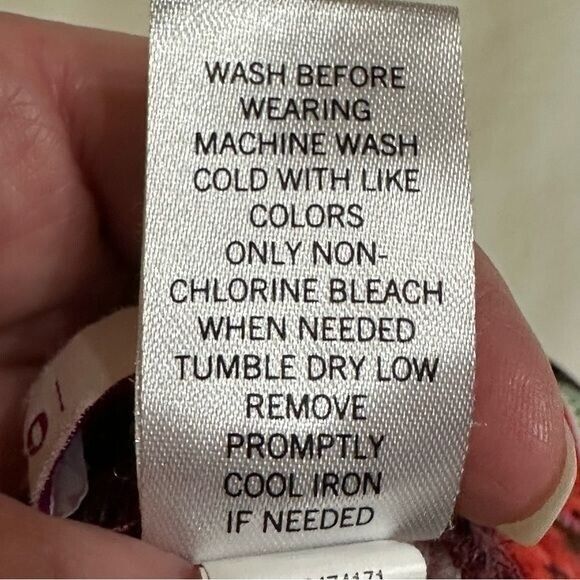 WASH BEFORE
WEARING
MACHINE WASH
COLD WITH LIKE
COLORS
ONLY NON-
CHLORINE BLEACH
WHEN NEEDED
TUMBLE DRY LOW
REMOVE
PROMPTLY
COOL IRON
IF NEEDED